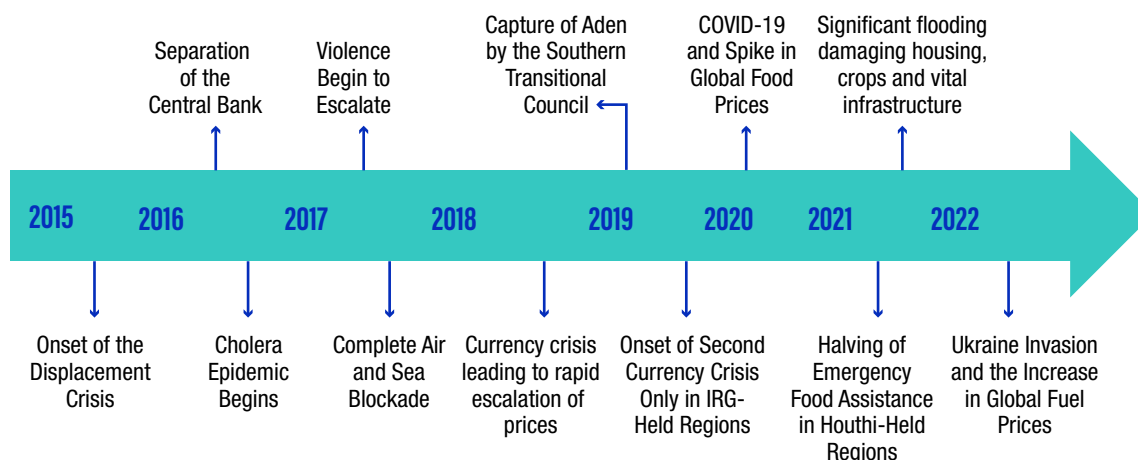 Separation
of the
Central Bank
Violence
Begin to
Escalate
Capture of Aden
by the Southern
Transitional
Council
COVID-19
and Spike in
Global Food
Prices
Significant flooding
damaging housing,
crops and vital
infrastructure
2015
2016
2017
2018
2019
2020
2021
2022
Onset of the
Displacement
Crisis
Cholera
Epidemic
Begins
Complete Air
and Sea
Blockade
Currency crisis
leading to rapid
escalation of
prices
Onset of Second
Currency Crisis
Only in IRG-
Held Regions
Halving of
Emergency
Food Assistance
in Houthi-Held
Regions
Ukraine Invasion
and the Increase
in Global Fuel
Prices